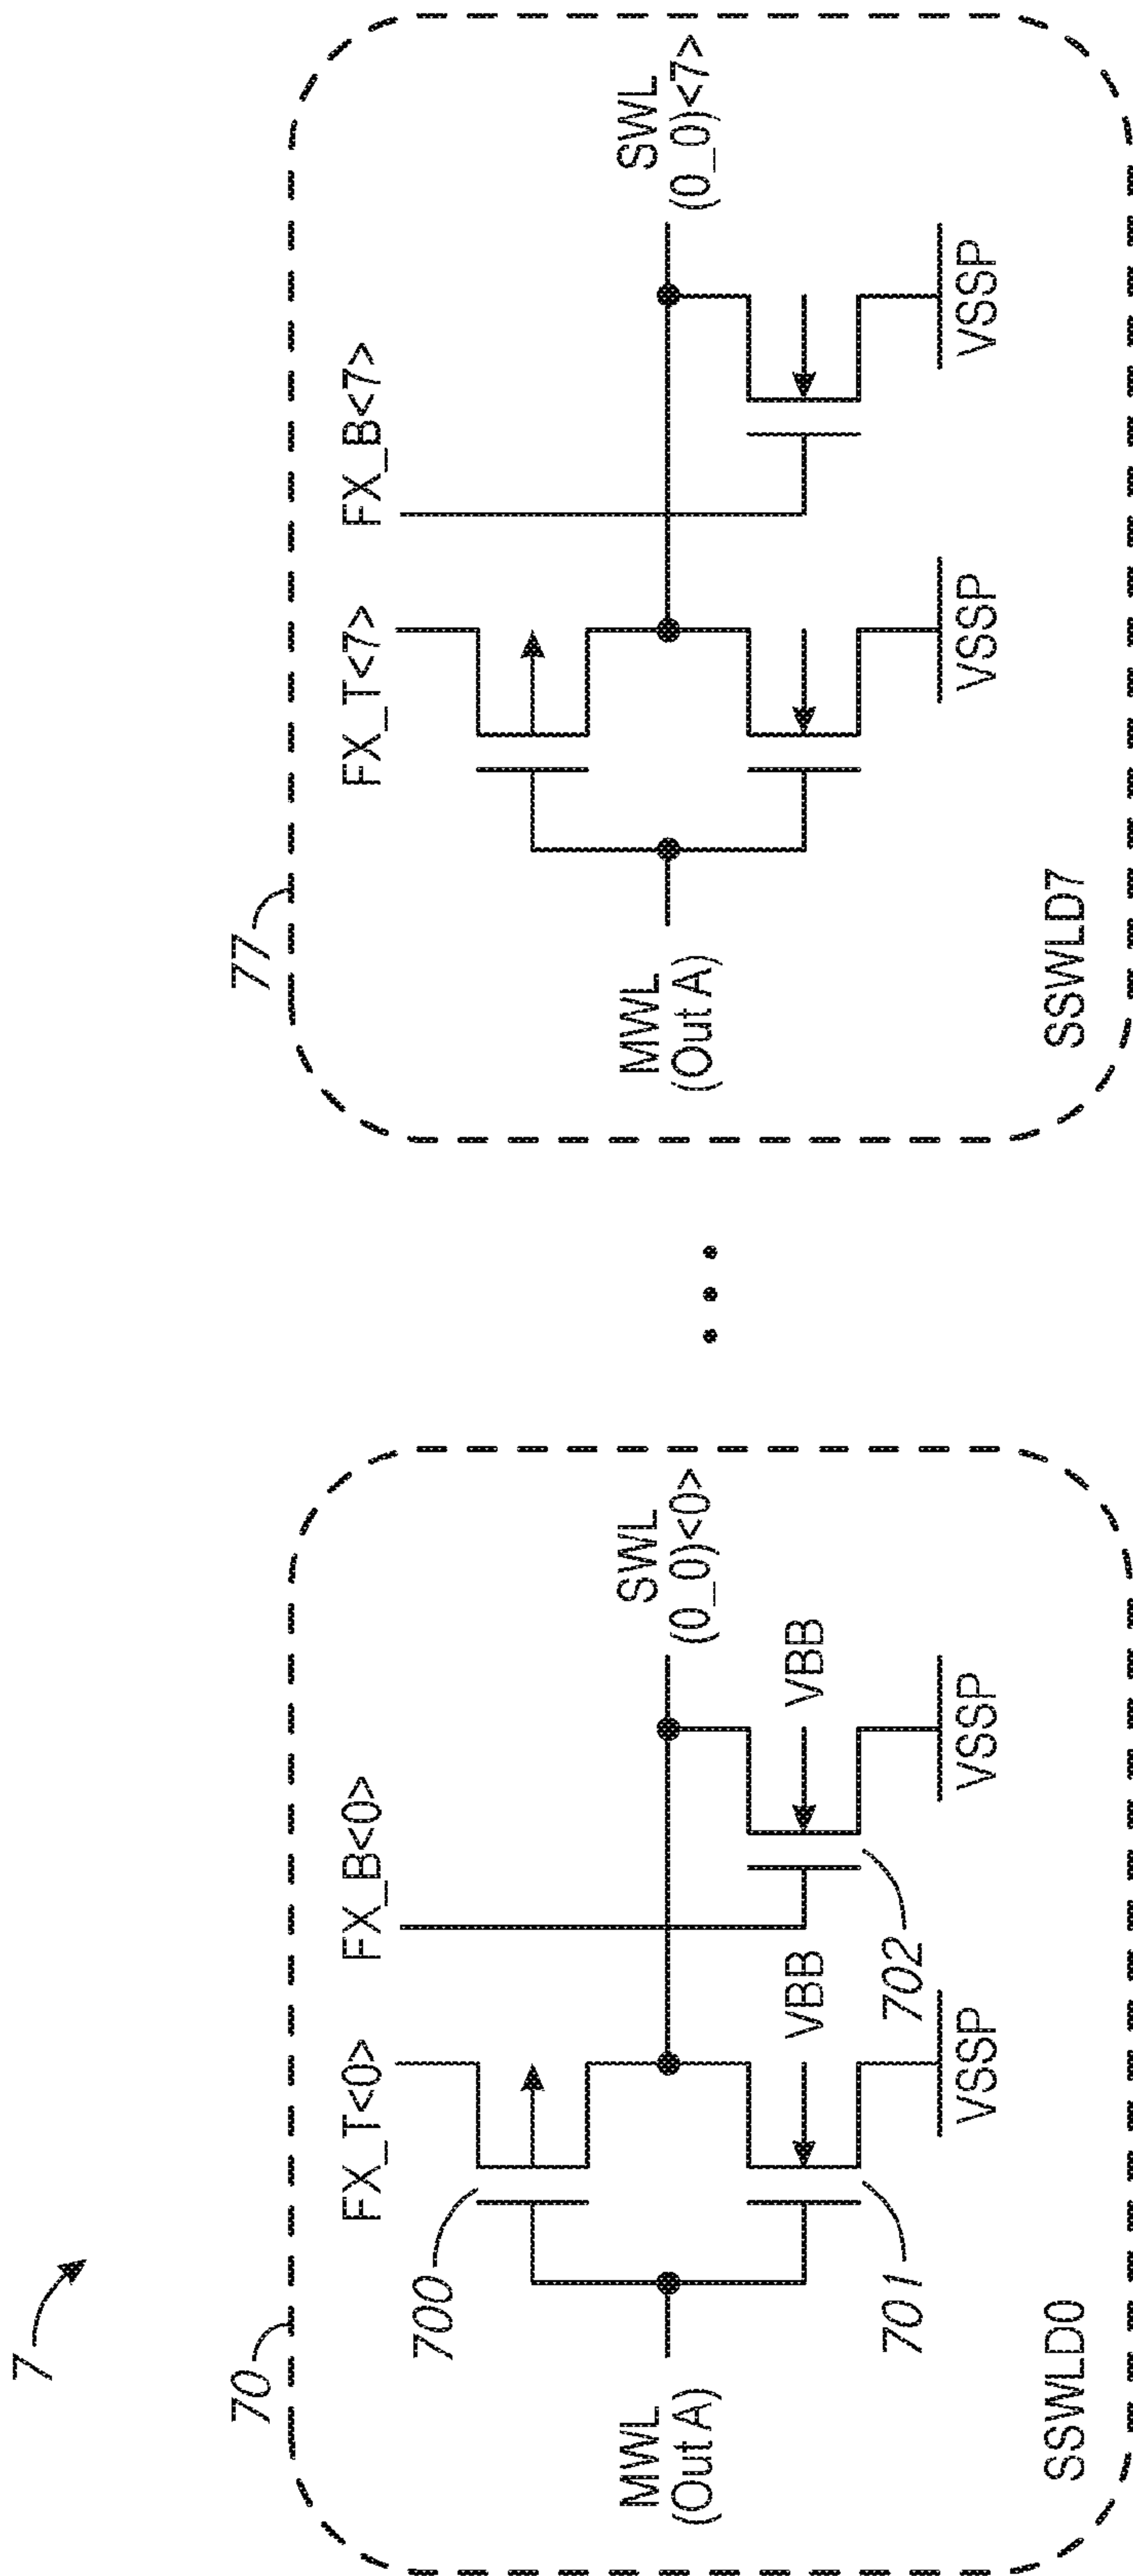 7
70
FX_T<0>
FX_B<0>
700
MWL
(Out A)
SWL
(0_0)<0>
VBB
VBB
701
702
VSSP
VSSP
SSWLD0
77
FX_T<7>
FX_B<7>
MWL
(Out A)
SWL
(0_0)<7>
VSSP
VSSP
SSWLD7